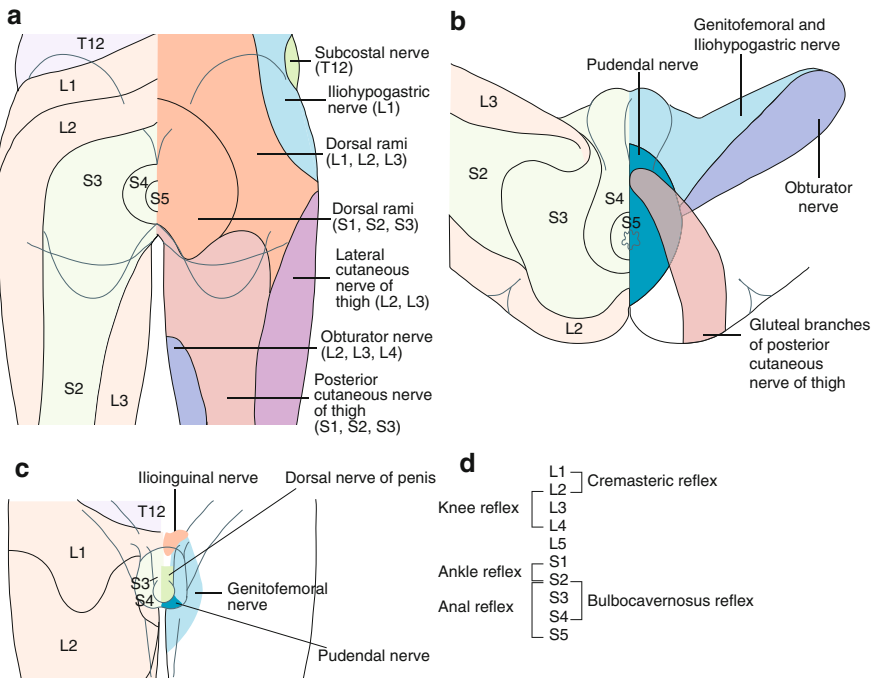 a
T12
L1
L2
S3
S4
S5
S2
L3
Subcostal nerve
(T12)
Iliohypogastric
nerve (L1)
Dorsal rami
(L1, L2, L3)
Dorsal rami
(S1, S2, S3)
Lateral
cutaneous
nerve of
thigh (L2, L3)
Obturator nerve
(L2, L3, L4)
Posterior
cutaneous nerve
of thigh
(S1, S2, S3)
b
Genitofemoral and
Iliohypogastric nerve
Pudendal nerve
L3
S2
S3
S4
S5
L2
Obturator
nerve
Gluteal branches
of posterior
cutaneous
nerve of thigh
c
Ilioinguinal nerve
Dorsal nerve of penis
T12
L1
S3
S4
L2
Genitofemoral
nerve
Pudendal nerve
d
L1
L2
L3
L4
L5
S1
S2
S3
S4
S5
Cremasteric reflex
Knee reflex
Ankle reflex
Anal reflex
Bulbocavernosus reflex